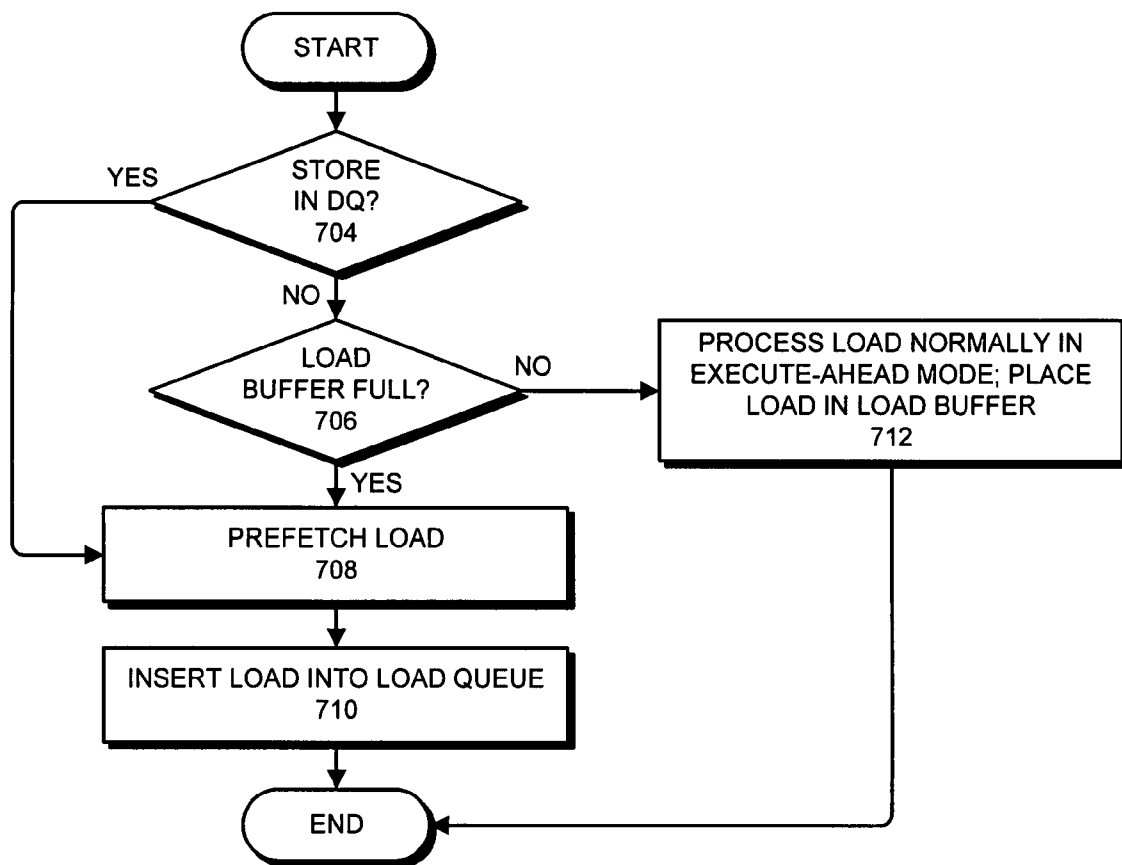 START
YES
STORE
IN DQ?
704
NO
LOAD
BUFFER FULL?
706
NO
PROCESS LOAD NORMALLY IN
EXECUTE-AHEAD MODE; PLACE
LOAD IN LOAD BUFFER
712
YES
PREFETCH LOAD
708
INSERT LOAD INTO LOAD QUEUE
710
END